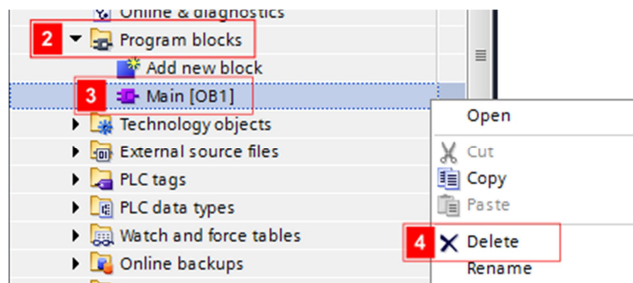 Online & diagnostics
2 Program blocks
Add new block
3 Main [OB1]
Technology objects
External source files
PLC tags
PLC data types
Watch and force tables
Online backups
Open
Cut
Copy
Paste
4 Delete
Rename